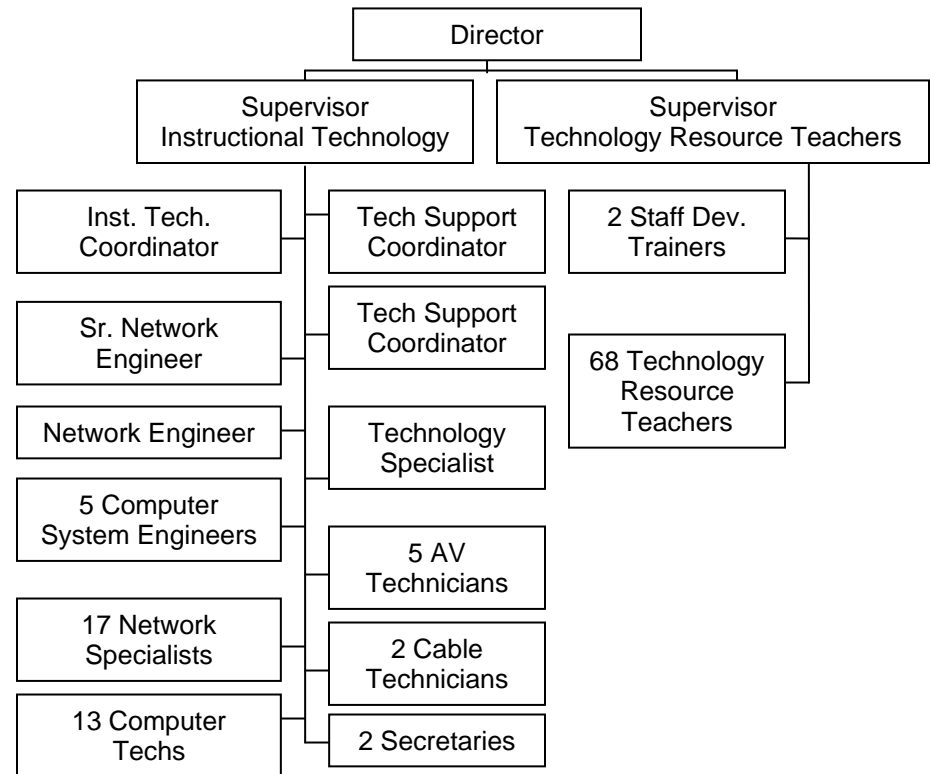 Director
Supervisor
Instructional Technology
Supervisor
Technology Resource Teachers
Inst. Tech.
Coordinator
Tech Support
Coordinator
2 Staff Dev.
Trainers
Sr. Network
Engineer
Tech Support
Coordinator
68 Technology
Resource
Teachers
Network Engineer
Technology
Specialist
5 Computer
System Engineers
5 AV
Technicians
17 Network
Specialists
2 Cable
Technicians
13 Computer
Techs
2 Secretaries